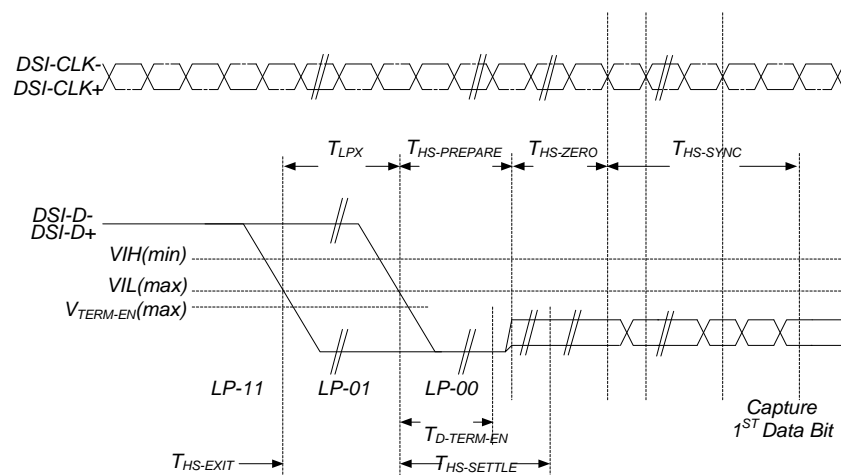 DSI-CLK-
DSI-CLK+
TLPX
THS-PREPARE
THS-ZERO
THS-SYNC
DSI-D-
DSI-D+
VIH(min)
VIL(max)
VTERM-EN(max)
LP-11
LP-01
LP-00
Capture
1ST Data Bit
TD-TERM-EN
THS-EXIT
THS-SETTLE